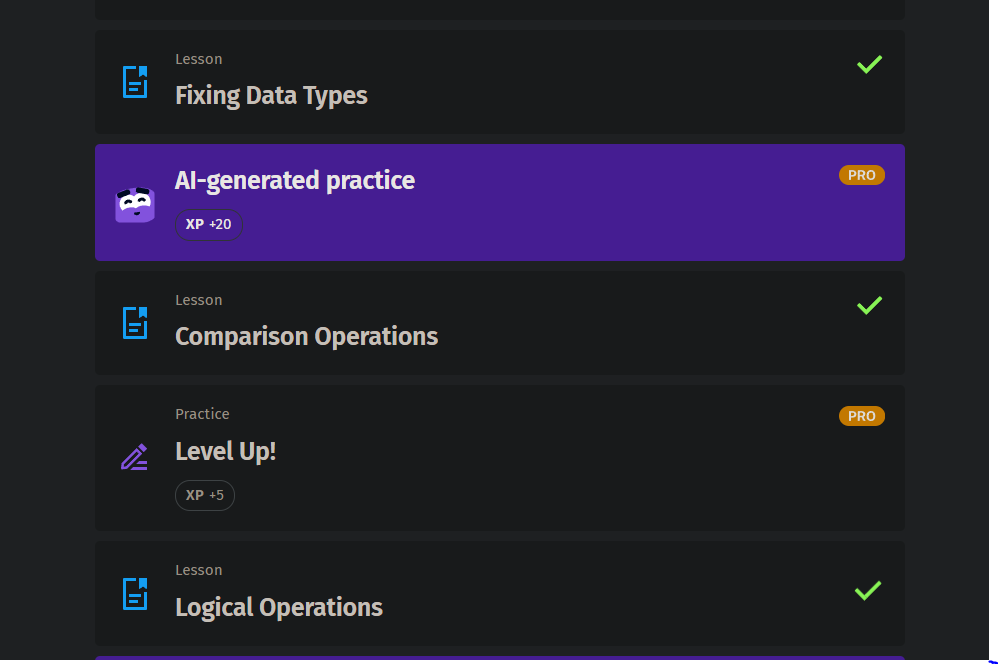 Lesson
Fixing Data Types
AI-generated practice
PRO
XP +20
Lesson
Comparison Operations
Practice
PRO
Level Up!
XP +5
Lesson
Logical Operations